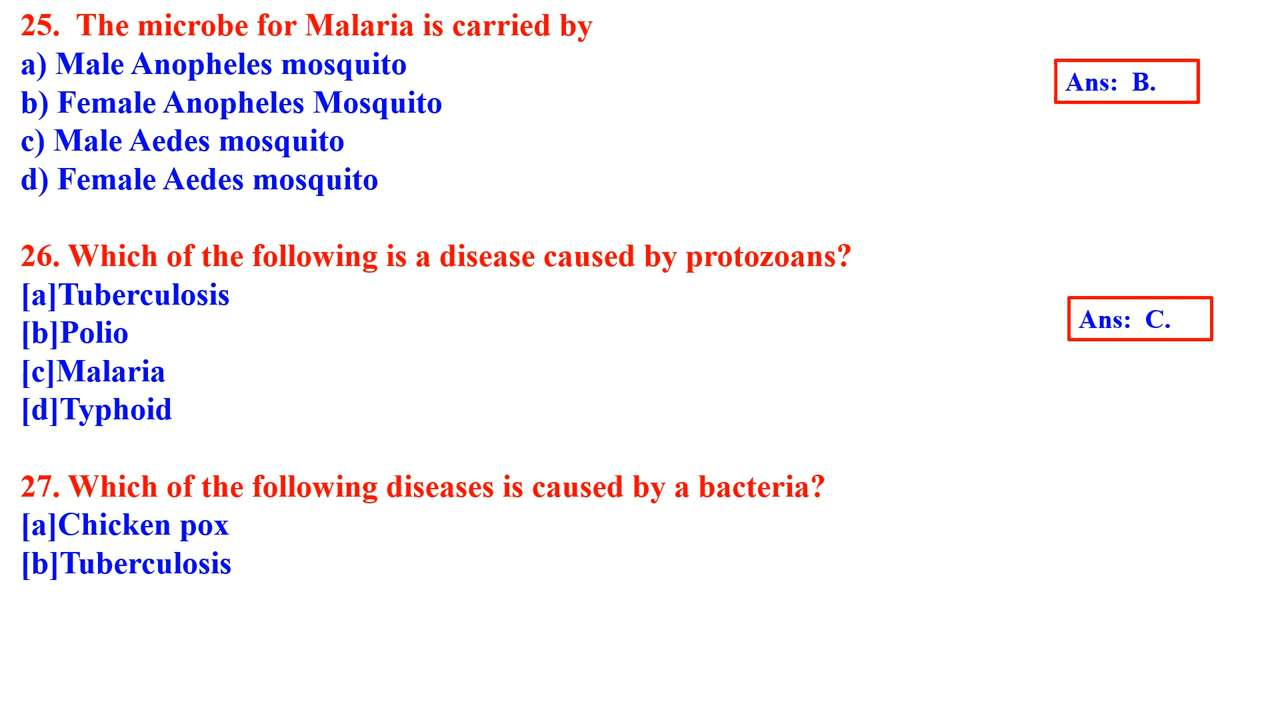 25.  The microbe for Malaria is carried by
a) Male Anopheles mosquito
Ans:  B.
b) Female Anopheles Mosquito
c) Male Aedes mosquito
d) Female Aedes mosquito
26. Which of the following is a disease caused by protozoans?
[a]Tuberculosis
Ans:  C.
[b]Polio
[c]Malaria
[d]Typhoid
27. Which of the following diseases is caused by a bacteria?
[a]Chicken pox
[b]Tuberculosis